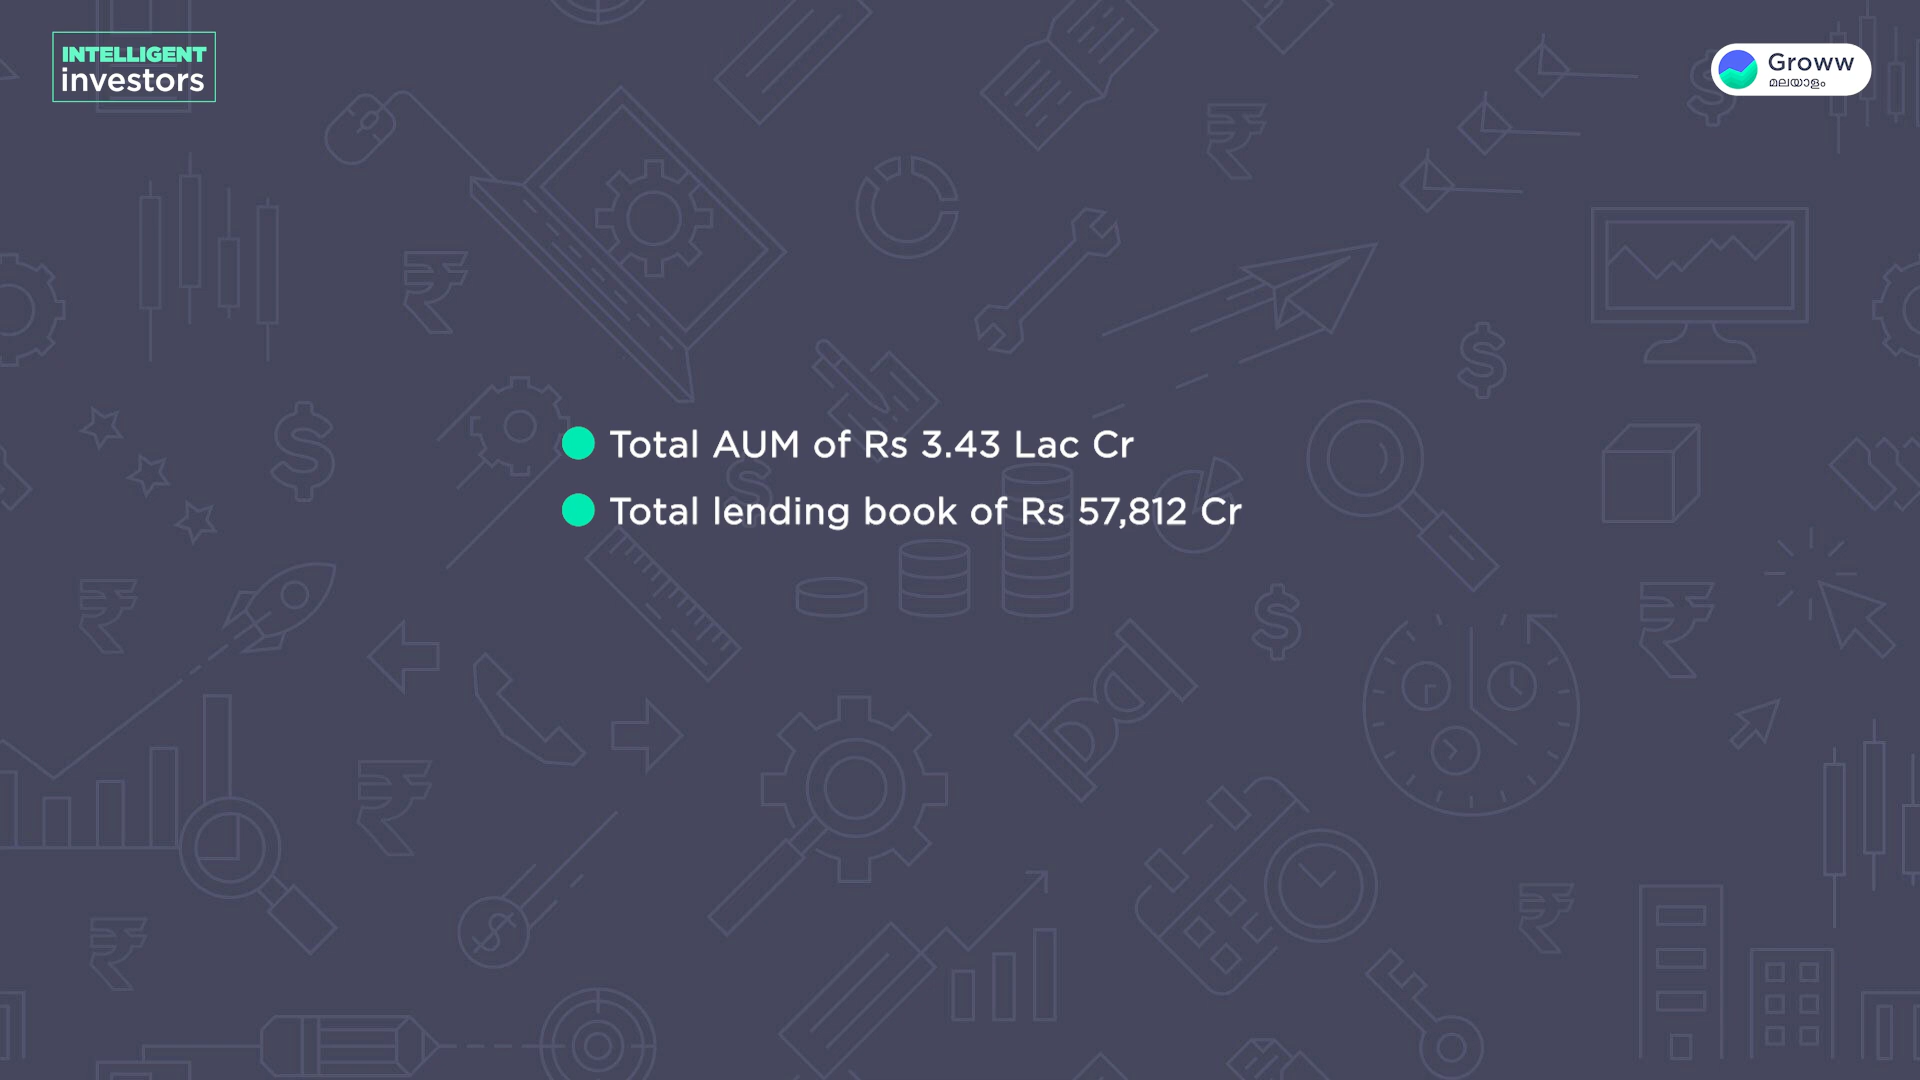 INTELLIGENT
investors
Groww
മലയാളം
Total AUM of Rs 3.43 Lac Cr
Total lending book of Rs 57,812 Cr